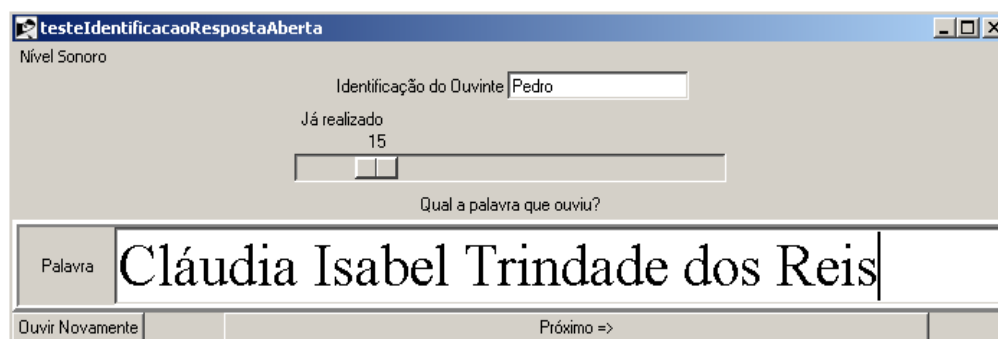 testeIdentificacaoRespostaAberta
Nível Sonoro
Identificação do Ouvinte Pedro
Já realizado
15
Qual a palavra que ouviu?
Palavra Cláudia Isabel Trindade dos Reis
Ouvir Novamente Próximo =>